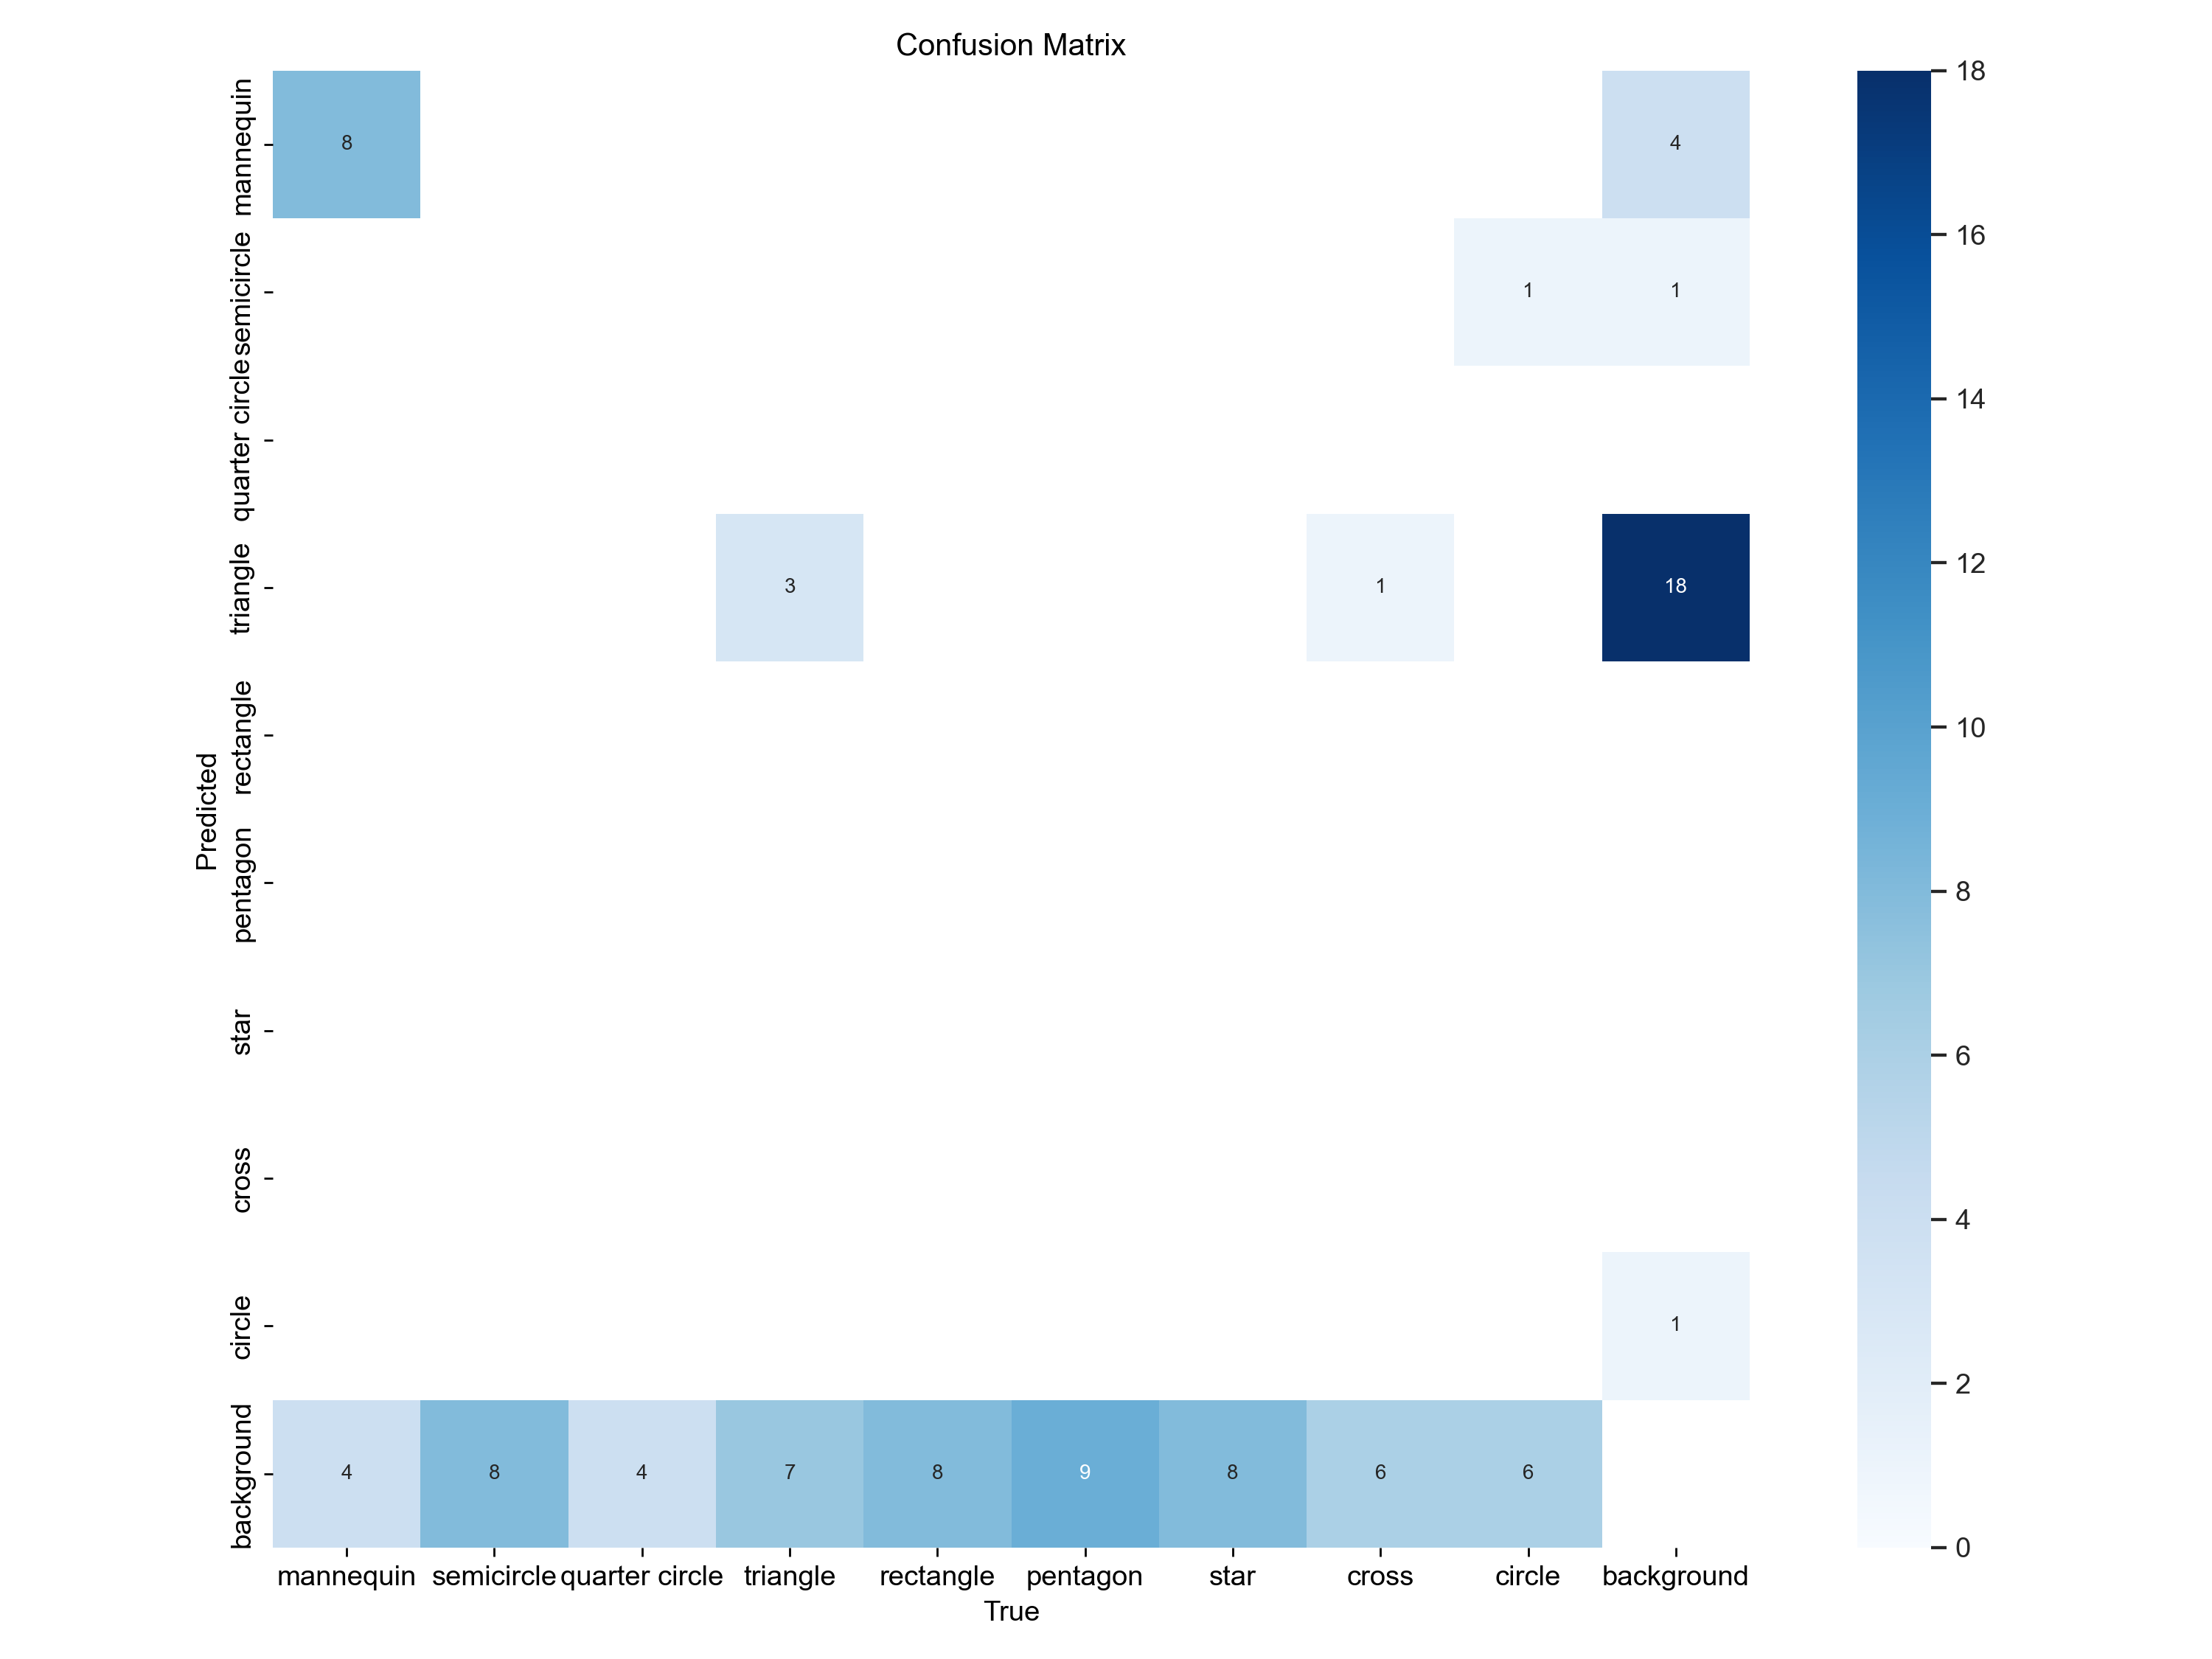 Confusion Matrix
mannequin
8
4
semicircle
1
1
quarter circle
triangle
3
1
18
rectangle
pentagon
star
cross
circle
1
background
4
8
4
7
8
9
8
6
6
Predicted
mannequin semicircle quarter circle triangle rectangle pentagon star cross circle background
True
18
16
14
12
10
8
6
4
2
0